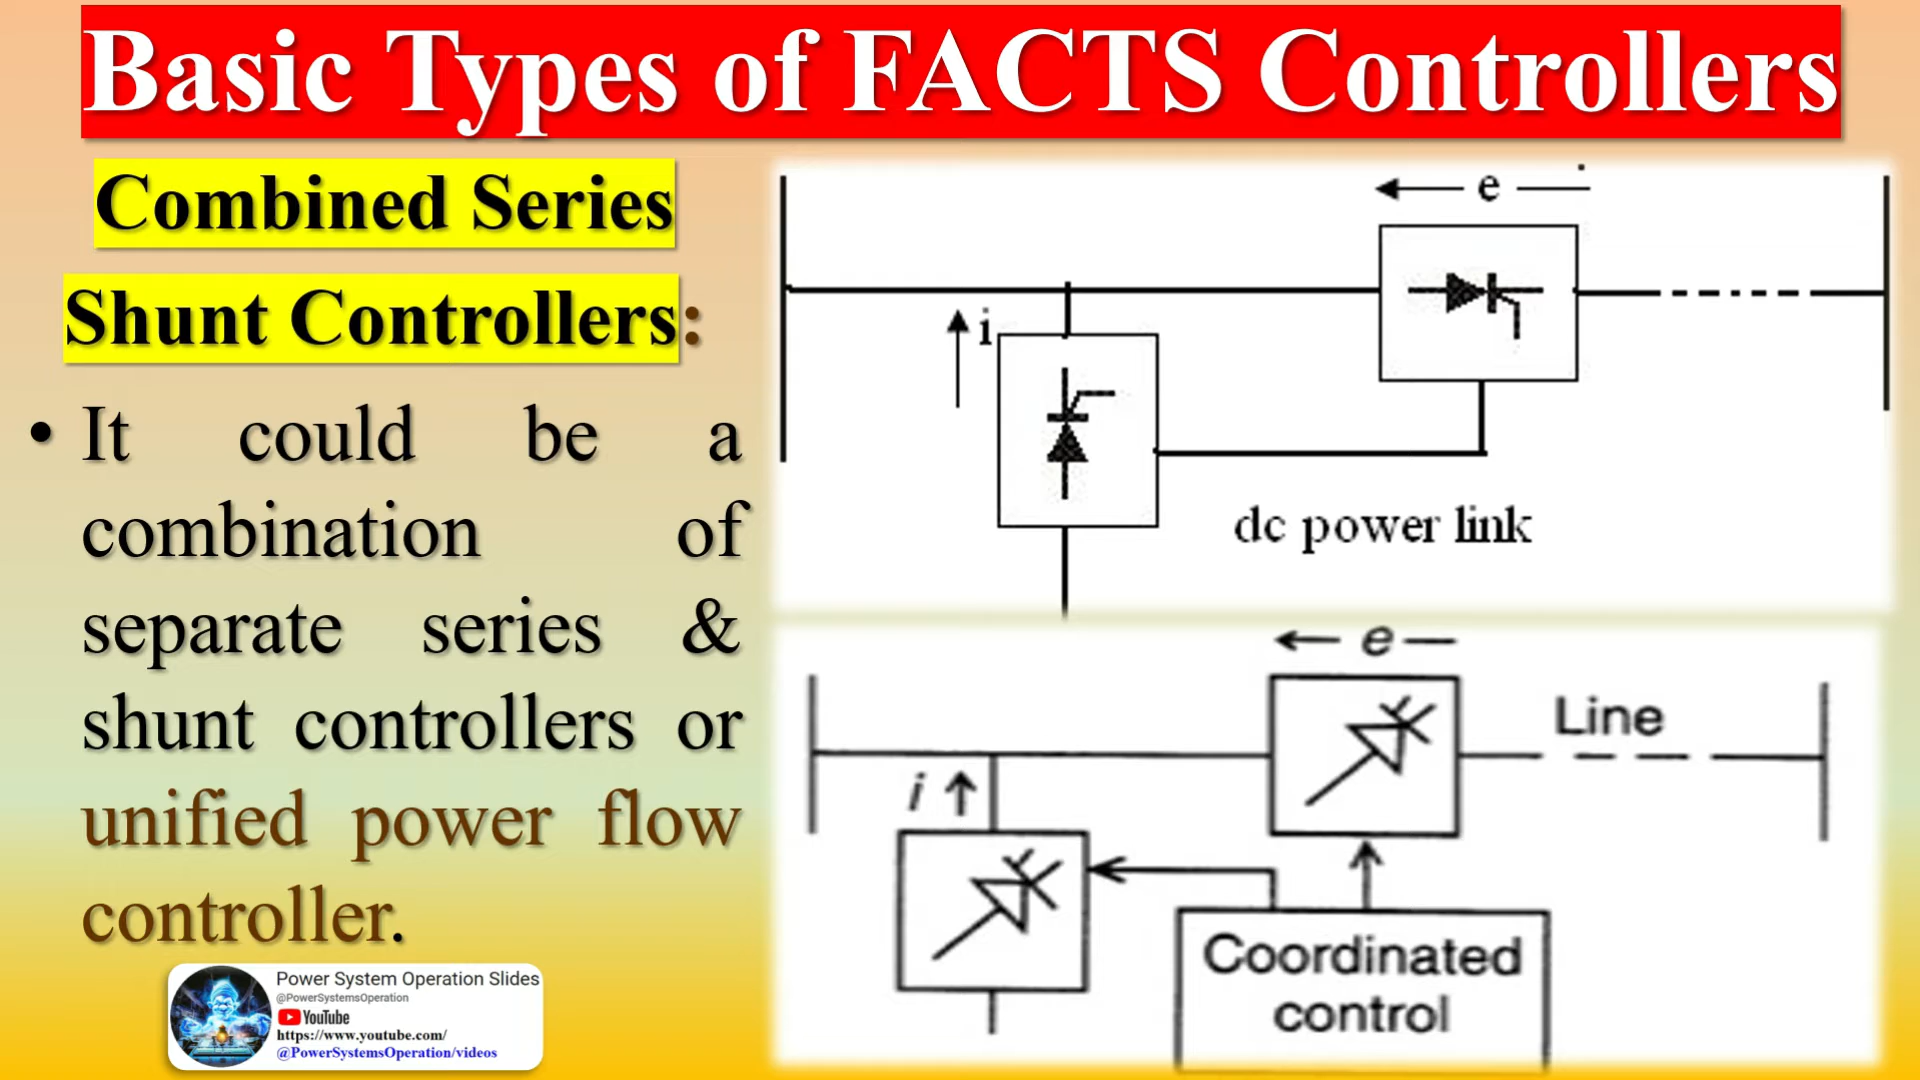 Basic Types of FACTS Controllers
Combined Series
Shunt Controllers:
• It could be a
combination of
separate series &
shunt controllers or
unified power flow
controller.
e
i
dc power link
e
Line
i
Coordinated
control
Power System Operation Slides
@PowerSystemsOperation
YouTube
https://www.youtube.com/
@PowerSystemsOperation/videos